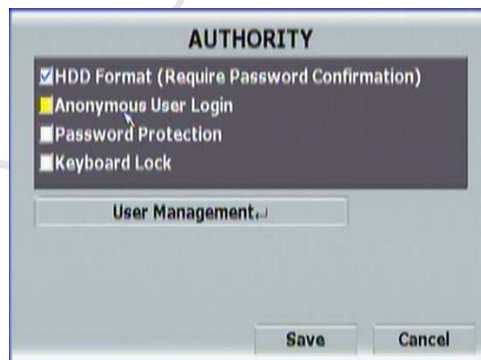 AUTHORITY
HDD Format (Require Password Confirmation)
Anonymous User Login
Password Protection
Keyboard Lock
User Management↵
Save Cancel